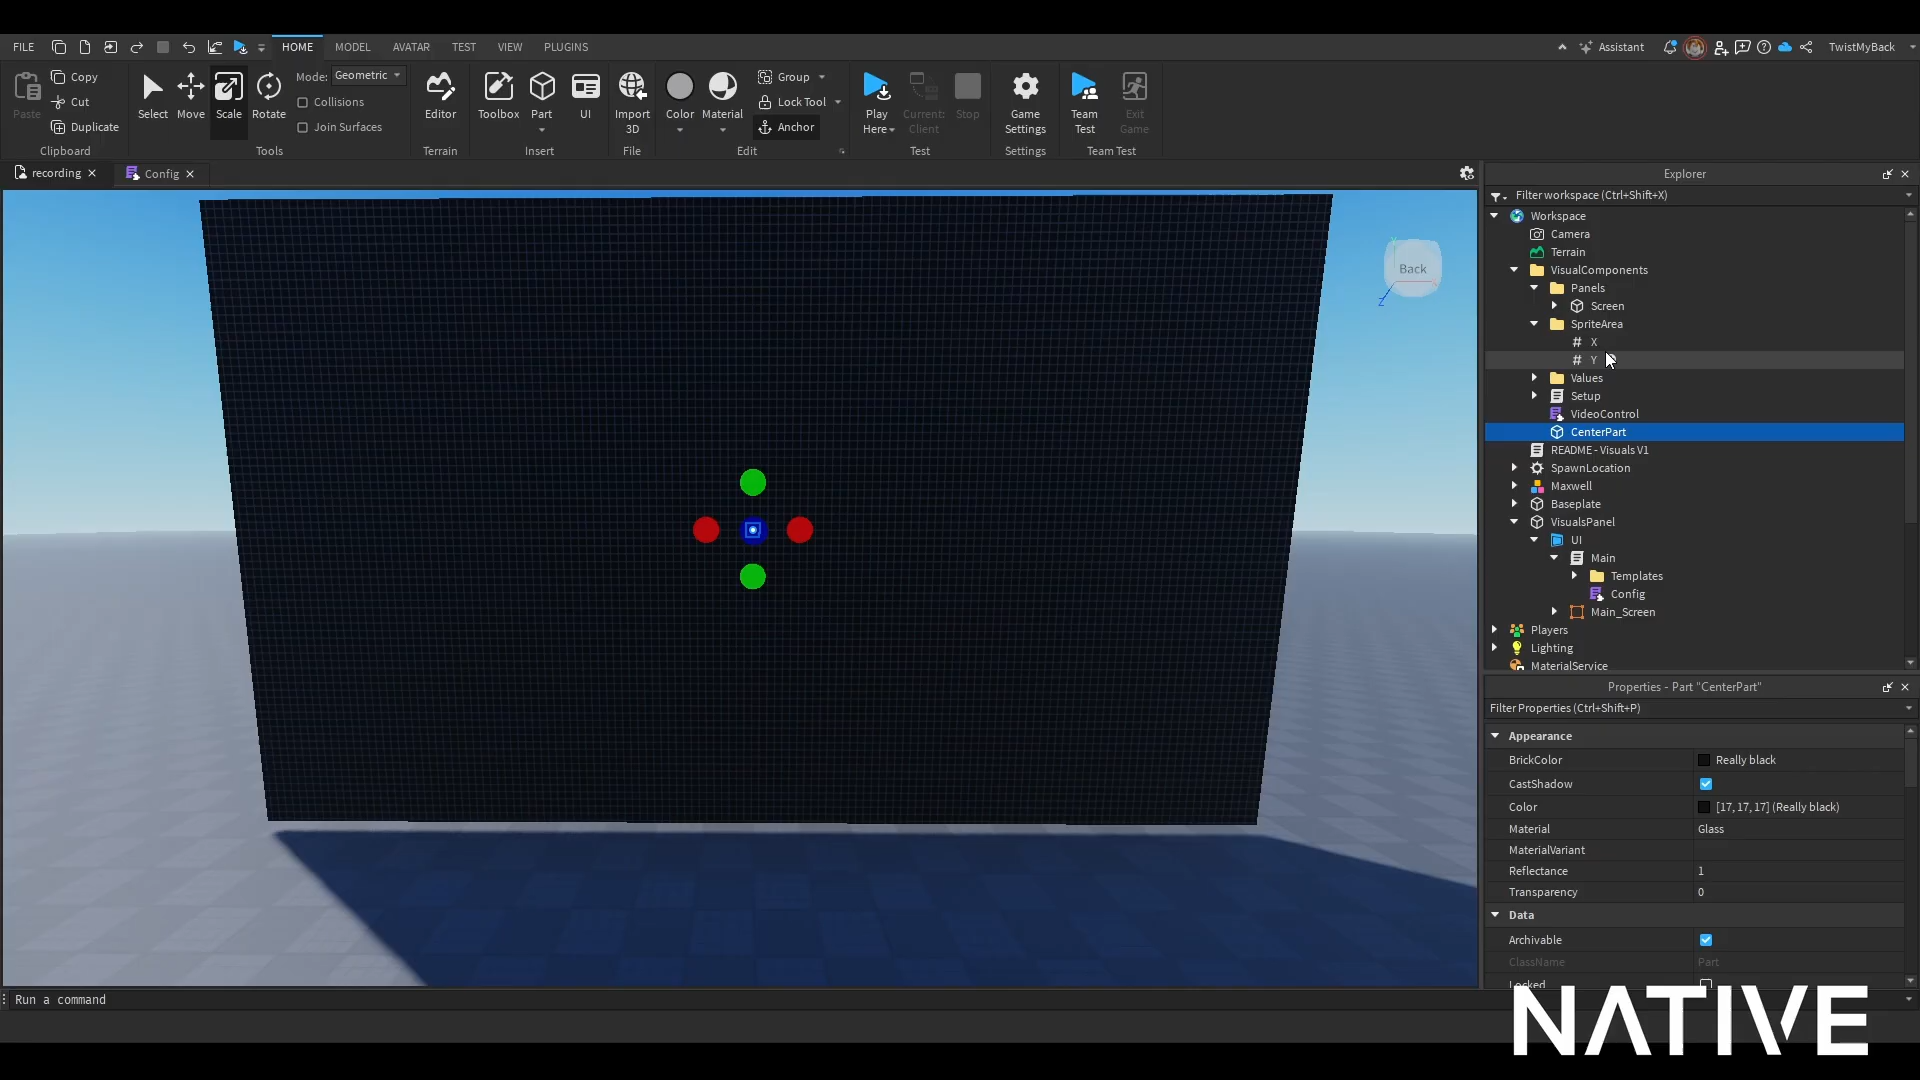 FILE
HOME
MODEL
AVATAR
TEST
VIEW
PLUGINS
Assistant
TwistMyBack
Paste
Copy
Cut
Duplicate
Clipboard
Select
Move
Scale
Rotate
Mode: Geometric
Collisions
Join Surfaces
Tools
Editor
Terrain
Toolbox
Part
UI
Insert
Import
3D
File
Color
Material
Group
Lock Tool
Anchor
Edit
Play
Here
Current:
Client
Stop
Test
Game
Settings
Settings
Team
Test
Exit
Game
Team Test
recording
Config
Back
Y
Z
Explorer
Filter workspace (Ctrl+Shift+X)
Workspace
Camera
Terrain
VisualComponents
Panels
Screen
SpriteArea
# X
# Y
Values
Setup
VideoControl
CenterPart
README - Visuals V1
SpawnLocation
Maxwell
Baseplate
VisualsPanel
UI
Main
Templates
Config
Main_Screen
Players
Lighting
MaterialService
Properties - Part "CenterPart"
Filter Properties (Ctrl+Shift+P)
Appearance
BrickColor Really black
CastShadow
Color [17, 17, 17] (Really black)
Material Glass
MaterialVariant
Reflectance 1
Transparency 0
Data
Archivable
ClassName Part
Locked
Run a command
NATIVE